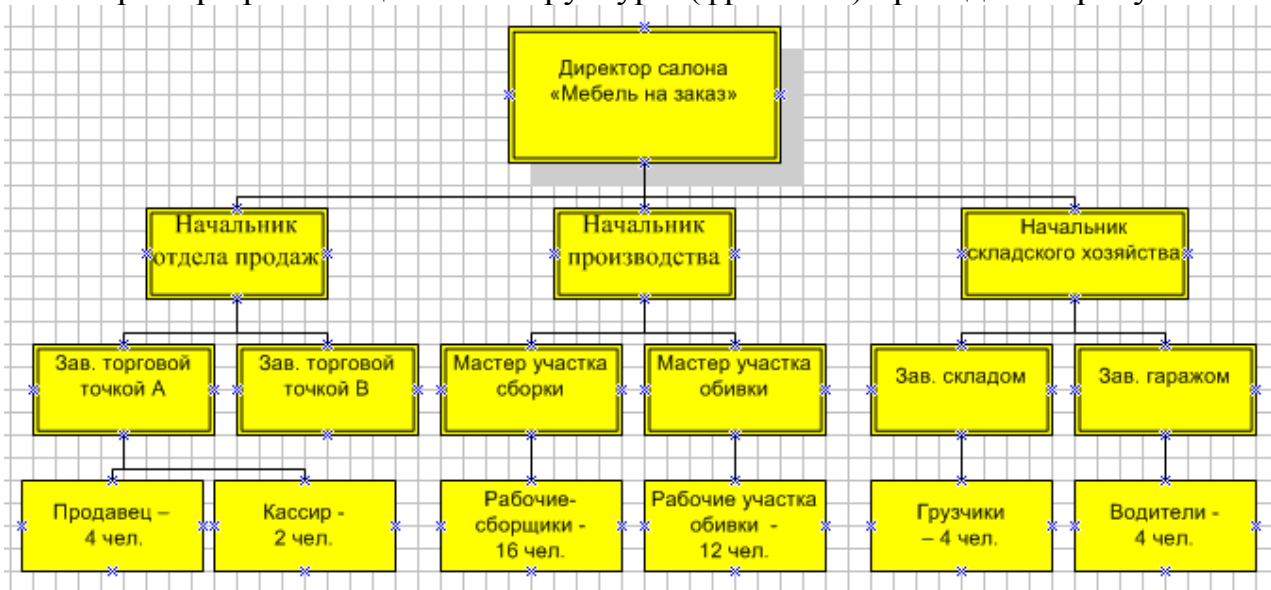 Директор салона
«Мебель на заказ»
Начальник
отдела продаж
Начальник
производства
Начальник
складского хозяйства
Зав. торговой
точкой А
Зав. торговой
точкой В
Мастер участка
сборки
Мастер участка
обивки
Зав. складом
Зав. гаражом
Продавец –
4 чел.
Кассир -
2 чел.
Рабочие-
сборщики -
16 чел.
Рабочие участка
обивки -
12 чел.
Грузчики
– 4 чел.
Водители -
4 чел.